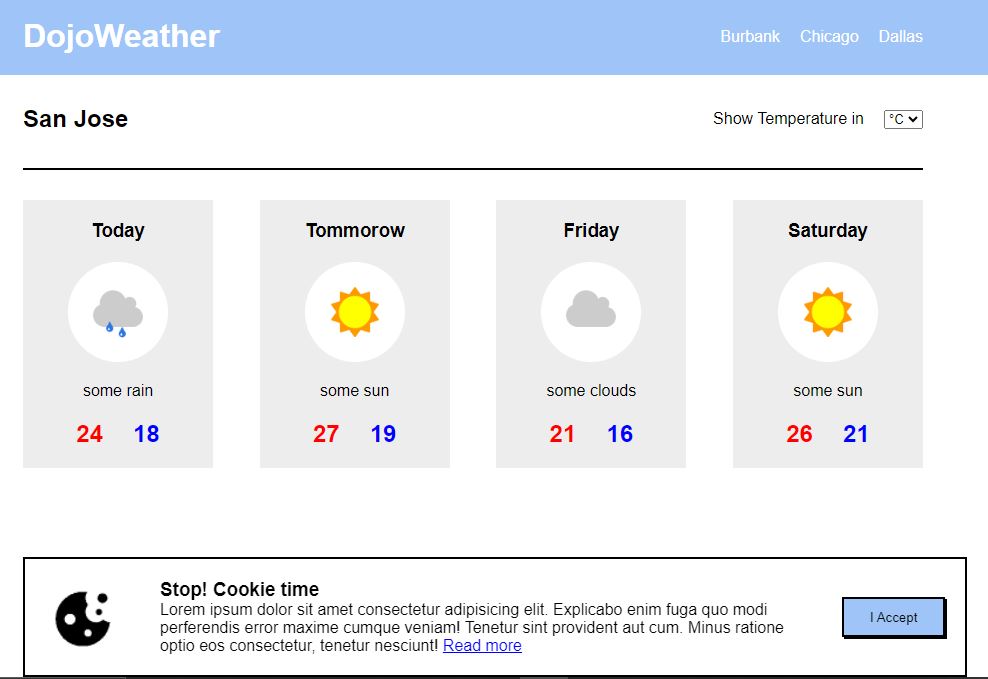 DojoWeather
Burbank Chicago Dallas
San Jose
Show Temperature in °C
Today
some rain
24 18
Tommorow
some sun
27 19
Friday
some clouds
21 16
Saturday
some sun
26 21
Stop! Cookie time
Lorem ipsum dolor sit amet consectetur adipisicing elit. Explicabo enim fuga quo modi
perferendis error maxime cumque veniam! Tenetur sint provident aut cum. Minus ratione
optio eos consectetur, tenetur nesciunt! Read more
I Accept